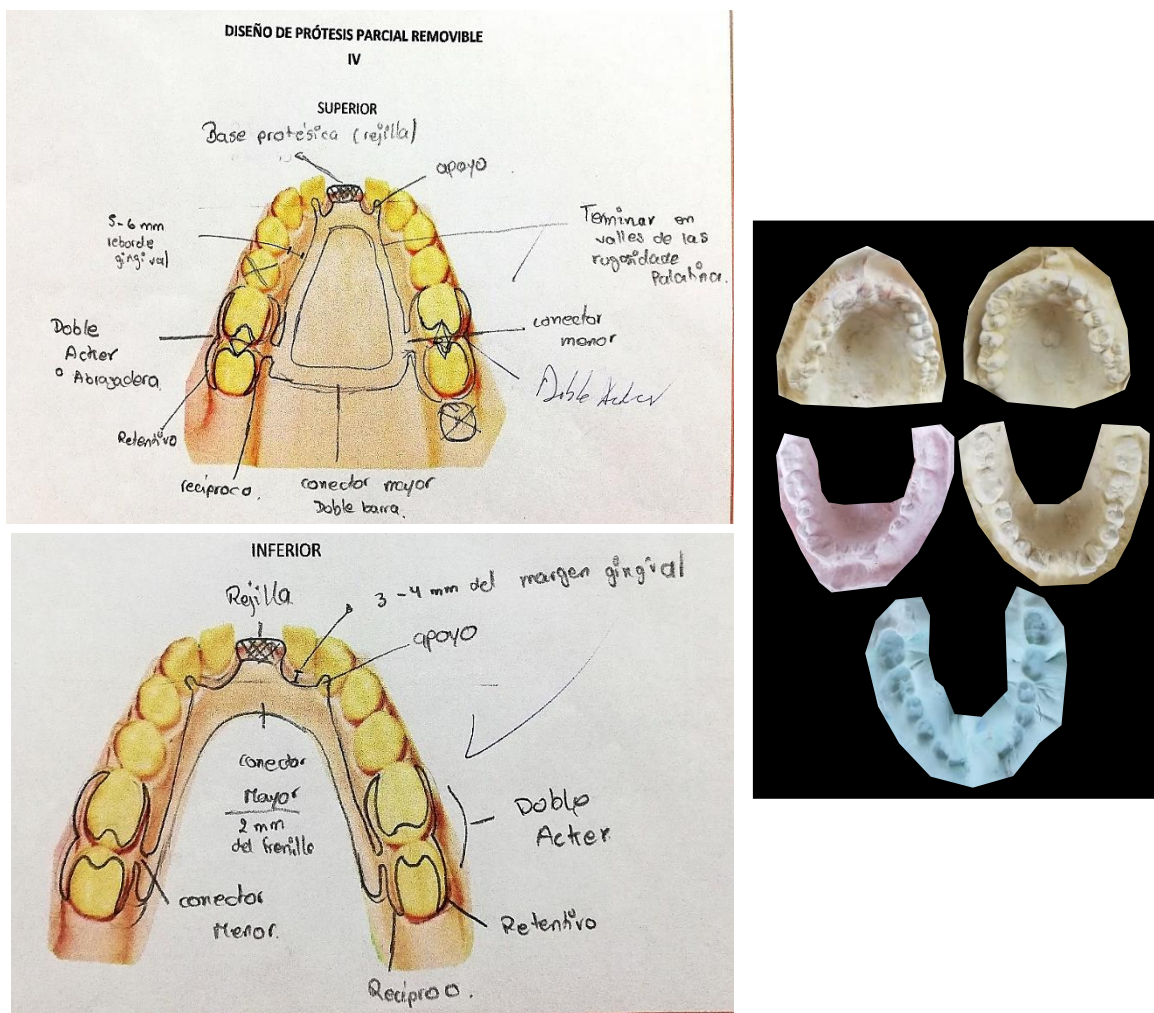 DISEÑO DE PRÓTESIS PARCIAL REMOVIBLE
IV
SUPERIOR
Base protésica (rejilla)
apoyo
5-6 mm
reborde
gingival
Terminar en
valles de las
rugosidade
Palatina.
Doble
Acker
o Abrazadera.
conector
menor
Doble Acker
Retentivo
reciproco.
conector mayor
Doble barra.
INFERIOR
Rejilla
3-4 mm del margen gingival
apoyo
conector
Mayor
2 mm
del frenillo
Doble
Acker
conector
Menor.
Retentivo
Recíproo.